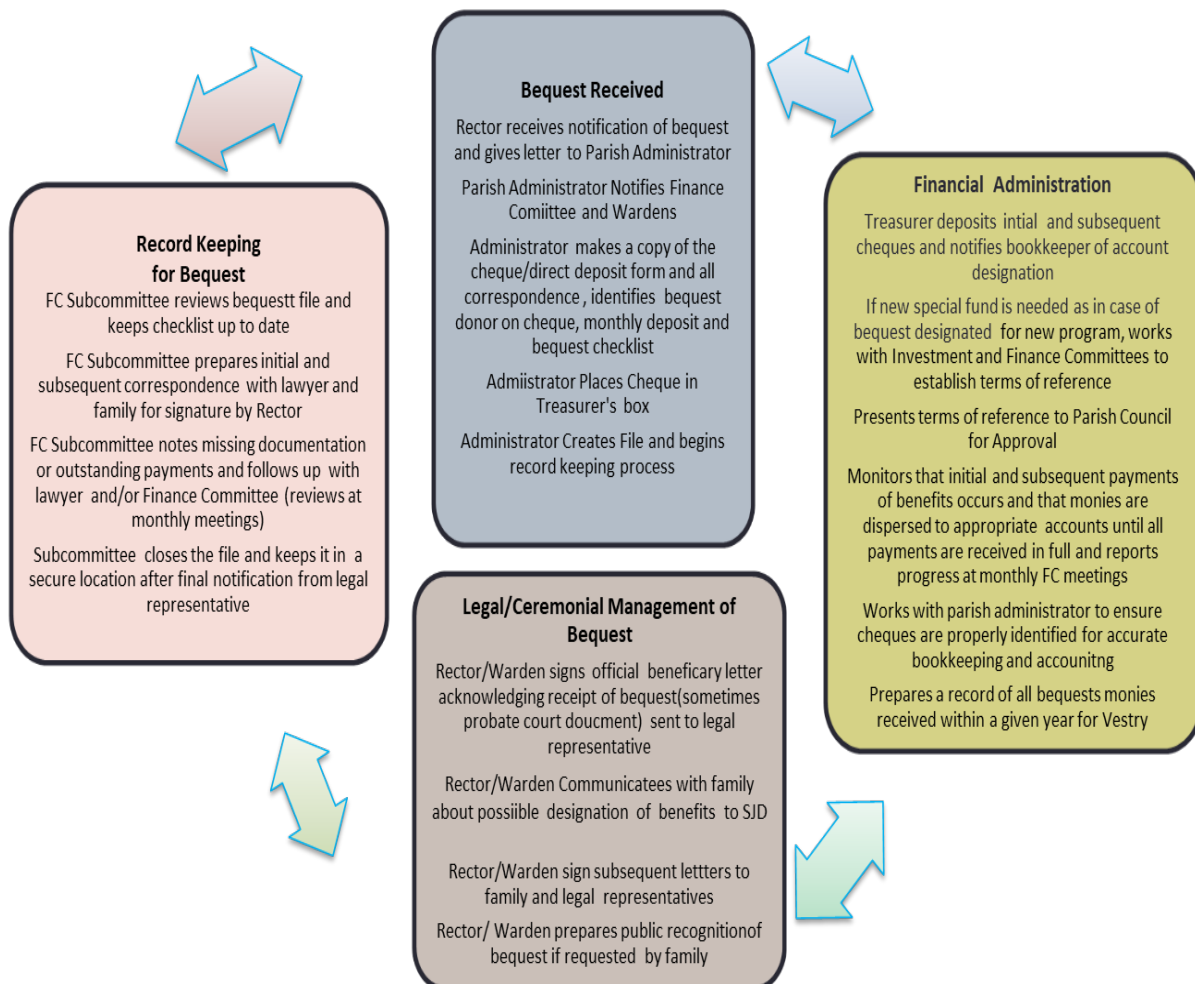 Bequest Received
Rector receives notification of bequest
and gives letter to Parish Administrator
Parish Administrator Notifies Finance
Comiittee and Wardens
Administrator makes a copy of the
cheque/direct deposit form and all
correspondence , identifies bequest
donor on cheque, monthly deposit and
bequest checklist
Admiistrator Places Cheque in
Treasurer's box
Administrator Creates File and begins
record keeping process
Financial Administration
Treasurer deposits intial and subsequent
cheques and notifies bookkeeper of account
designation
If new special fund is needed as in case of
bequest designated for new program, works
with Investment and Finance Committees to
establish terms of reference
Presents terms of reference to Parish Council
for Approval
Monitors that initial and subsequent payments
of benefits occurs and that monies are
dispersed to appropriate accounts until all
payments are received in full and reports
progress at monthly FC meetings
Works with parish administrator to ensure
cheques are properly identified for accurate
bookkeeping and accounitng
Prepares a record of all bequests monies
received within a given year for Vestry
Legal/Ceremonial Management of
Bequest
Rector/Warden signs official beneficary letter
acknowledging receipt of bequest(sometimes
probate court doucment) sent to legal
representative
Rector/Warden Communicatees with family
about possiible designation of benefits to SJD
Rector/Warden sign subsequent lettters to
family and legal representatives
Rector/ Warden prepares public recognitionof
bequest if requested by family
Record Keeping
for Bequest
FC Subcommittee reviews bequestt file and
keeps checklist up to date
FC Subcommittee prepares initial and
subsequent correspondence with lawyer and
family for signature by Rector
FC Subcommittee notes missing documentation
or outstanding payments and follows up with
lawyer and/or Finance Committee (reviews at
monthly meetings)
Subcommittee closes the file and keeps it in a
secure location after final notification from legal
representative